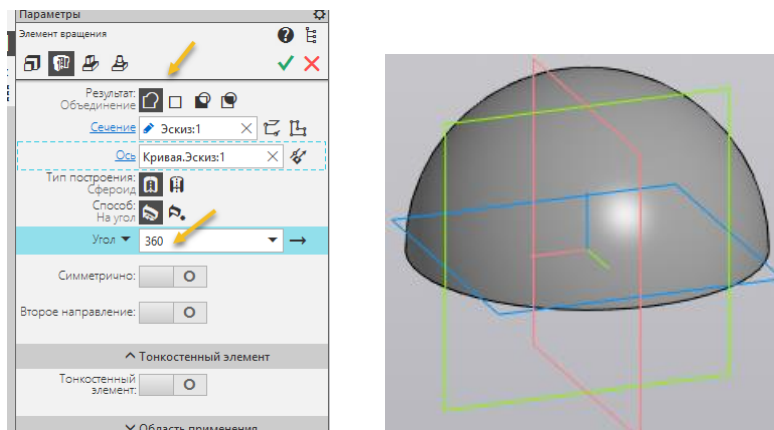 Параметры
Элемент вращения
Результат:
Объединение
Сечение Эскиз:1
Ось Кривая.Эскиз:1
Тип построения:
Сфероид
Способ:
На угол
Угол 360
Симметрично:
Второе направление:
Тонкостенный элемент
Тонкостенный
элемент:
Область применения